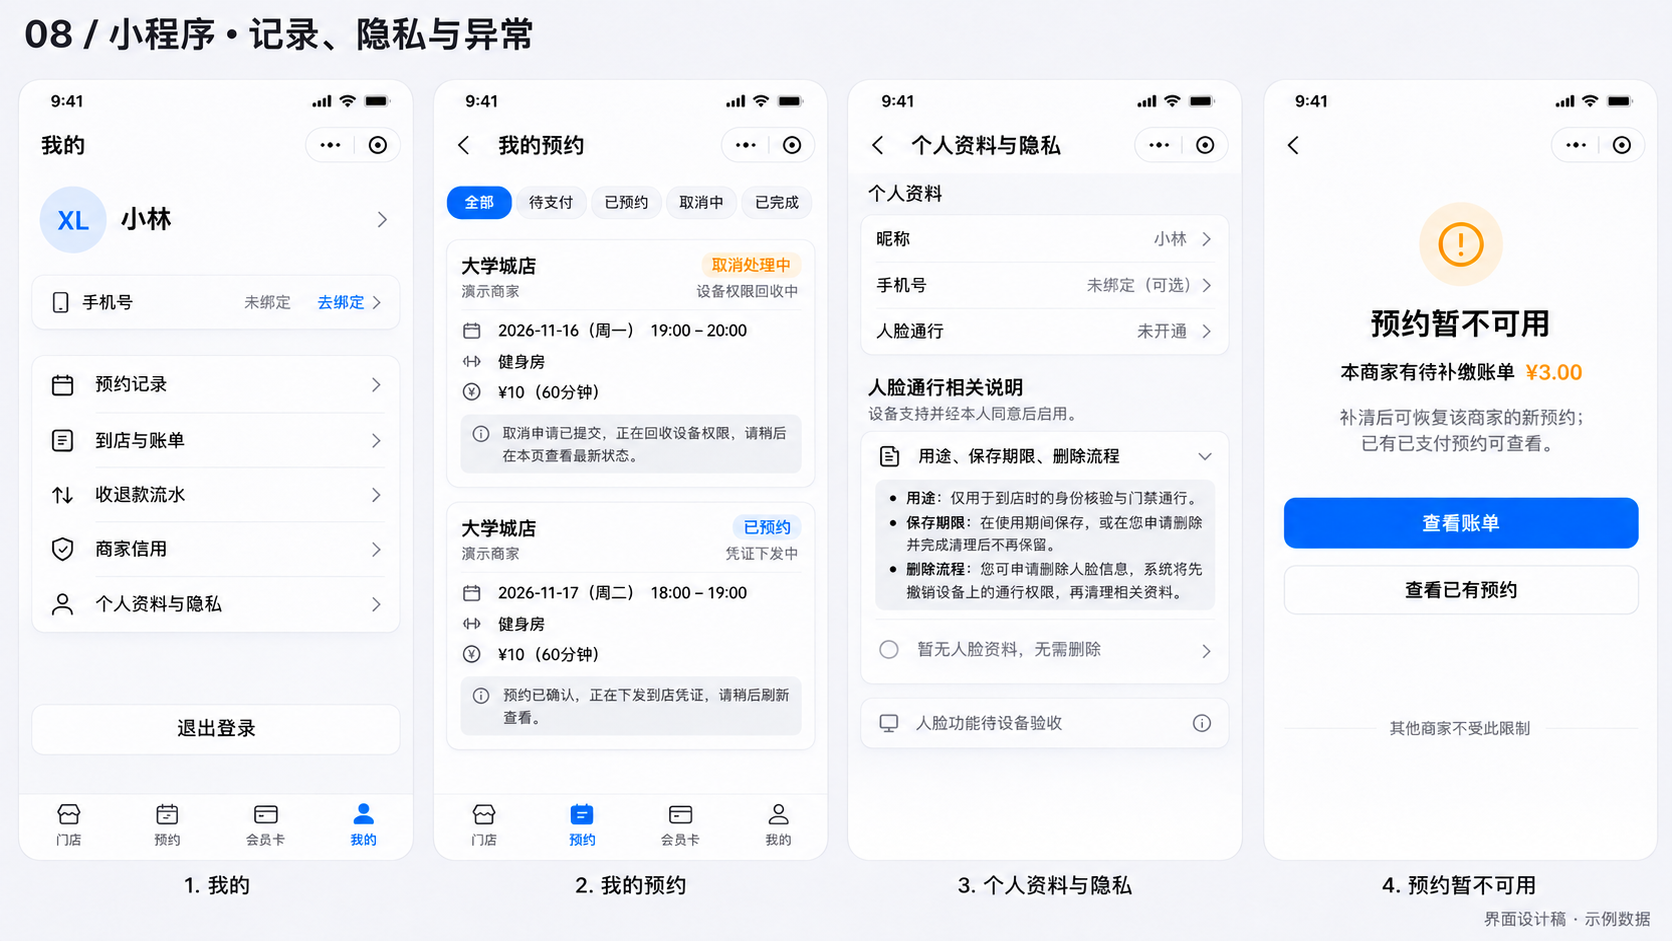 08 / 小程序 • 记录、隐私与异常
9:41
我的
XL 小林
手机号 未绑定 去绑定
预约记录
到店与账单
收退款流水
商家信用
个人资料与隐私
退出登录
门店 预约 会员卡 我的
1. 我的
9:41
我的预约
全部 待支付 已预约 取消中 已完成
大学城店 取消处理中
演示商家 设备权限回收中
2026-11-16（周一） 19:00 – 20:00
健身房
¥10（60分钟）
取消申请已提交，正在回收设备权限，请稍后
在本页查看最新状态。
大学城店 已预约
演示商家 凭证下发中
2026-11-17（周二） 18:00 – 19:00
健身房
¥10（60分钟）
预约已确认，正在下发到店凭证，请稍后刷新
查看。
门店 预约 会员卡 我的
2. 我的预约
9:41
个人资料与隐私
个人资料
昵称 小林
手机号 未绑定（可选）
人脸通行 未开通
人脸通行相关说明
设备支持并经本人同意后启用。
用途、保存期限、删除流程
• 用途：仅用于到店时的身份核验与门禁通行。
• 保存期限：在使用期间保存，或在您申请删除
并完成清理后不再保留。
• 删除流程：您可申请删除人脸信息，系统将先
撤销设备上的通行权限，再清理相关资料。
暂无人脸资料，无需删除
人脸功能待设备验收
3. 个人资料与隐私
9:41
预约暂不可用
本商家有待补缴账单 ¥3.00
补清后可恢复该商家的新预约；
已有已支付预约可查看。
查看账单
查看已有预约
其他商家不受此限制
4. 预约暂不可用
界面设计稿 · 示例数据